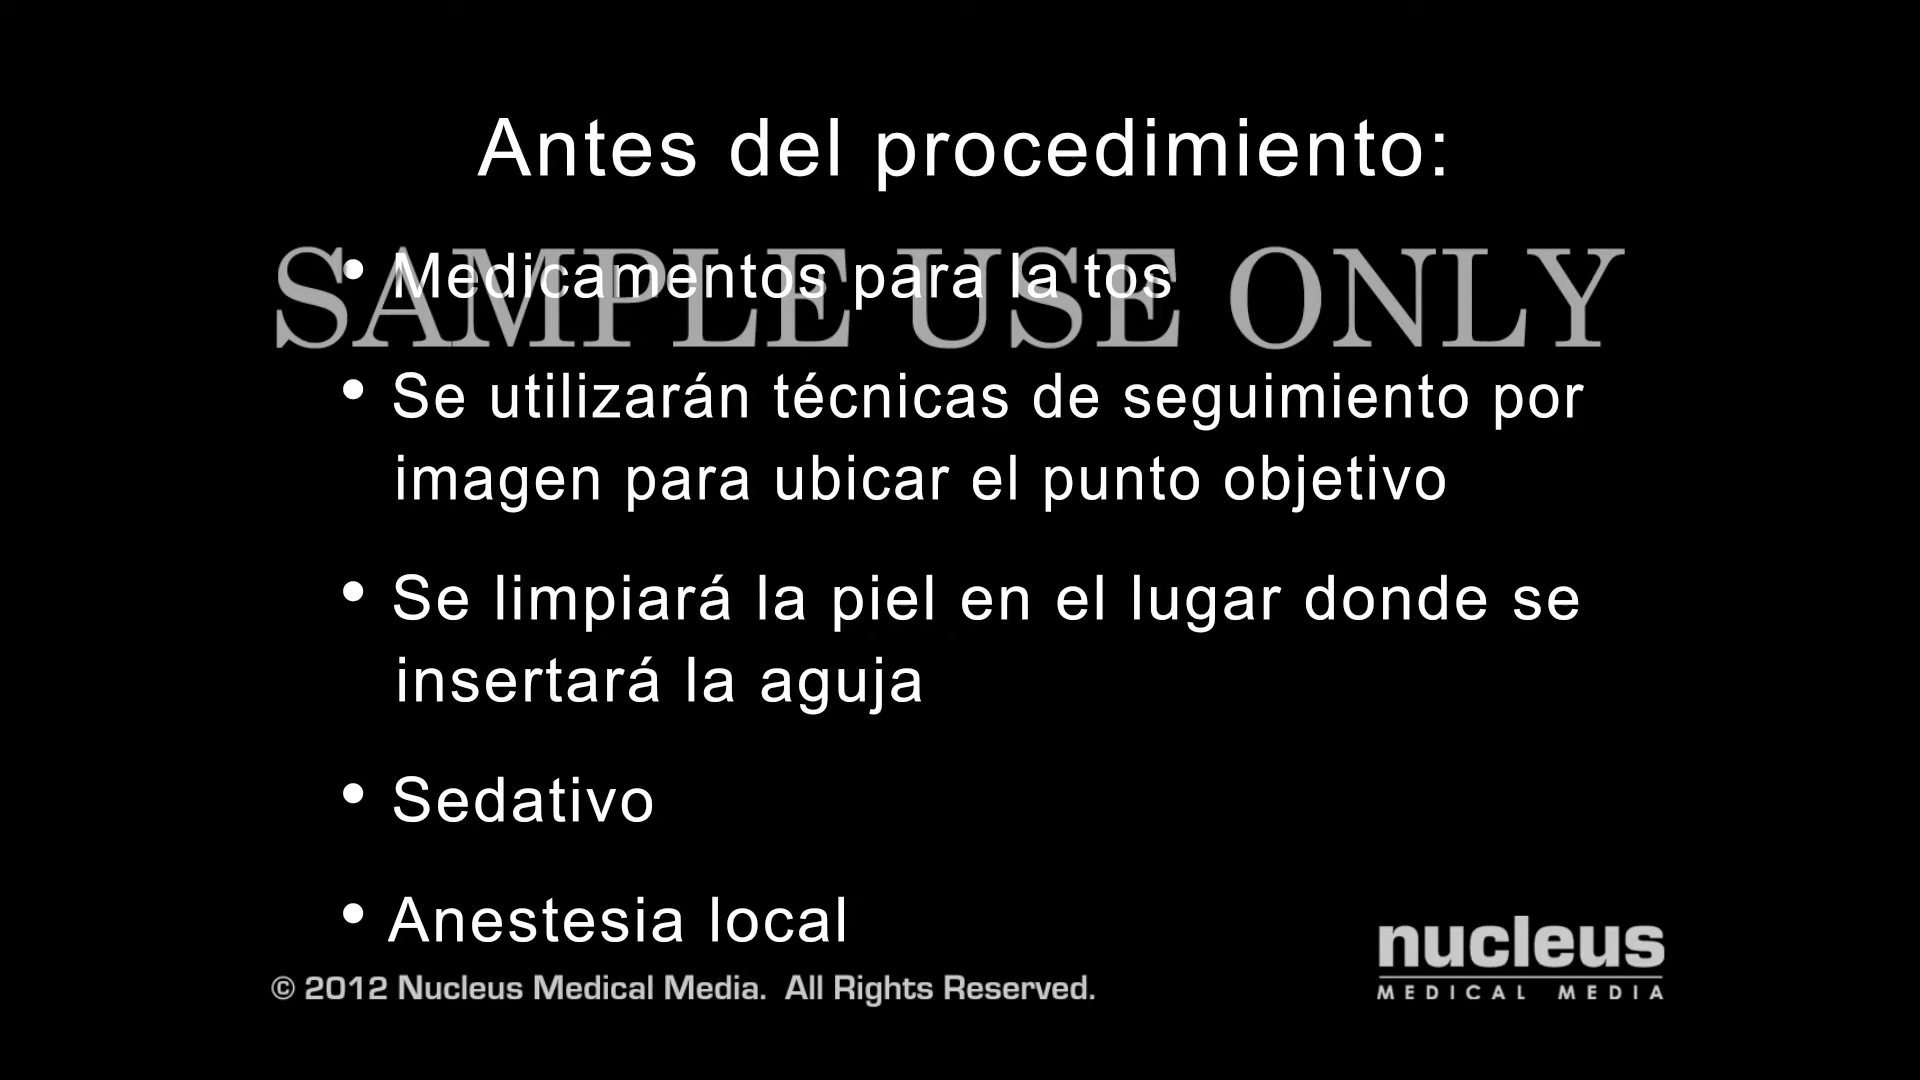 Antes del procedimiento:
SAMPLE USE ONLY
• Medicamentos para la tos
• Se utilizarán técnicas de seguimiento por
imagen para ubicar el punto objetivo
• Se limpiará la piel en el lugar donde se
insertará la aguja
• Sedativo
• Anestesia local
© 2012 Nucleus Medical Media. All Rights Reserved.
nucleus
MEDICAL MEDIA